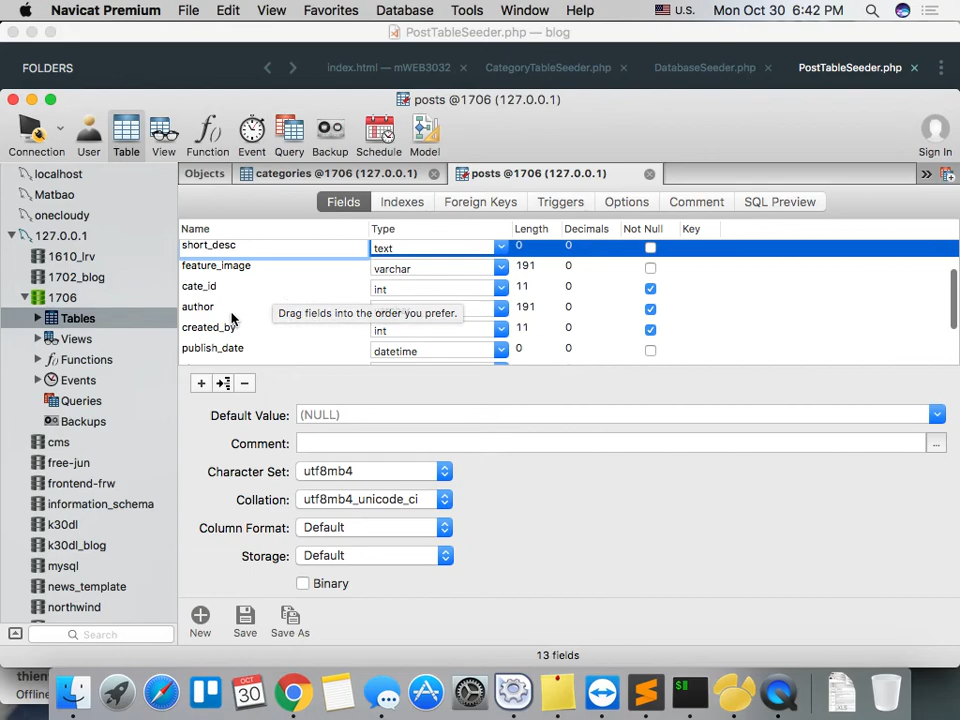 Navicat Premium File Edit View Favorites Database Tools Window Help U.S. Mon Oct 30 6:42 PM
PostTableSeeder.php — blog
FOLDERS index.html — mWEB3032 × CategoryTableSeeder.php × DatabaseSeeder.php × PostTableSeeder.php ×
posts @1706 (127.0.0.1)
Connection User Table View Function Event Query Backup Schedule Model Sign In
Objects categories @1706 (127.0.0.1) posts @1706 (127.0.0.1)
localhost
Matbao
onecloudy
127.0.0.1
1610_lrv
1702_blog
1706
Tables
Views
Functions
Events
Queries
Backups
cms
free-jun
frontend-frw
information_schema
k30dl
k30dl_blog
mysql
news_template
northwind
Search
Fields Indexes Foreign Keys Triggers Options Comment SQL Preview
Name Type Length Decimals Not Null Key
short_desc text 0 0
feature_image varchar 191 0
cate_id int 11 0
author 191 0
Drag fields into the order you prefer.
created_by int 11 0
publish_date datetime 0 0
Default Value: (NULL)
Comment: ...
Character Set: utf8mb4
Collation: utf8mb4_unicode_ci
Column Format: Default
Storage: Default
Binary
New Save Save As
13 fields
Offline
OCT
30
XLS